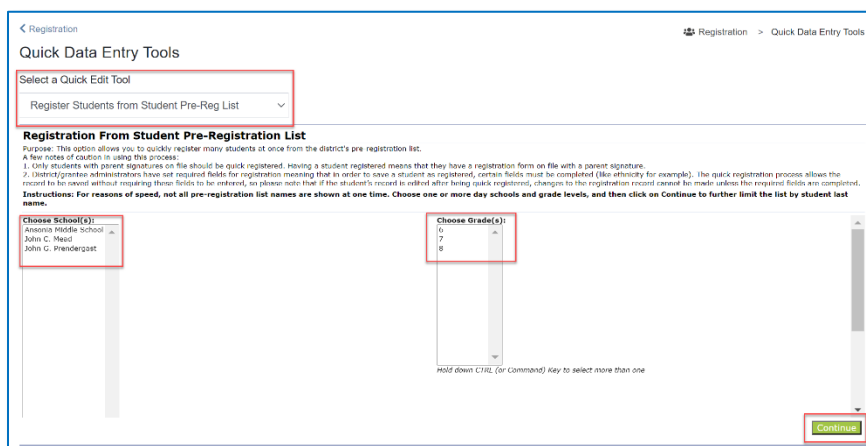 Registration
Registration > Quick Data Entry Tools
Quick Data Entry Tools
Select a Quick Edit Tool
Register Students from Student Pre-Reg List
Registration From Student Pre-Registration List
Purpose: This option allows you to quickly register many students at once from the district's pre registration list.
A few notes of caution in using this process:
1. Only students with parent signatures on file should be quick registered. Having a student registered means that they have a registration form on file with a parent signature.
2. District/grantee administrators have set required fields for registration meaning that in order to save a student as registered, certain fields must be completed (like ethnicity for example). The quick registration process allows the
record to be saved without requiring these fields to be entered, so please note that if the student's record is edited after being quick registered, changes to the registration record cannot be made unless the required fields are completed.
Instructions: For reasons of speed, not all pre-registration list names are shown at one time. Choose one or more day schools and grade levels, and then click on Continue to further limit the list by student last
name.
Choose School(s):
Ansonia Middle School
John C. Mead
John G. Prendergast
Choose Grade(s):
6
7
8
Hold down CTRL (or Command) Key to select more than one
Continue